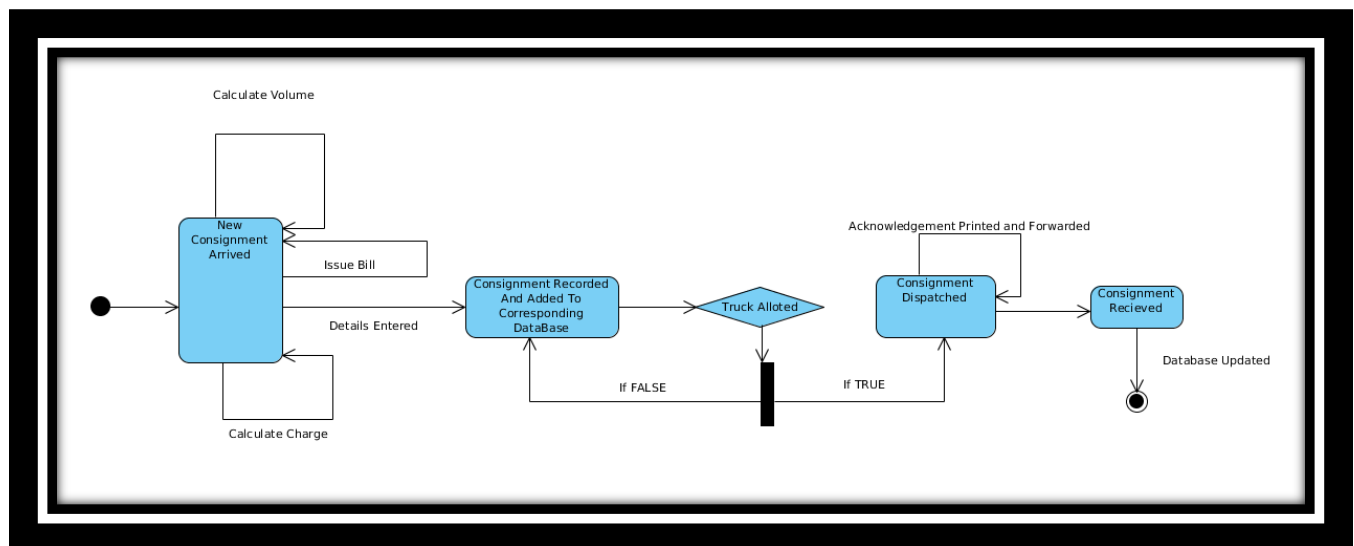 Calculate Volume
New
Consignment
Arrived
Issue Bill
Details Entered
Calculate Charge
Consignment Recorded
And Added To
Corresponding
DataBase
Truck Alloted
If FALSE
If TRUE
Acknowledgement Printed and Forwarded
Consignment
Dispatched
Consignment
Recieved
Database Updated